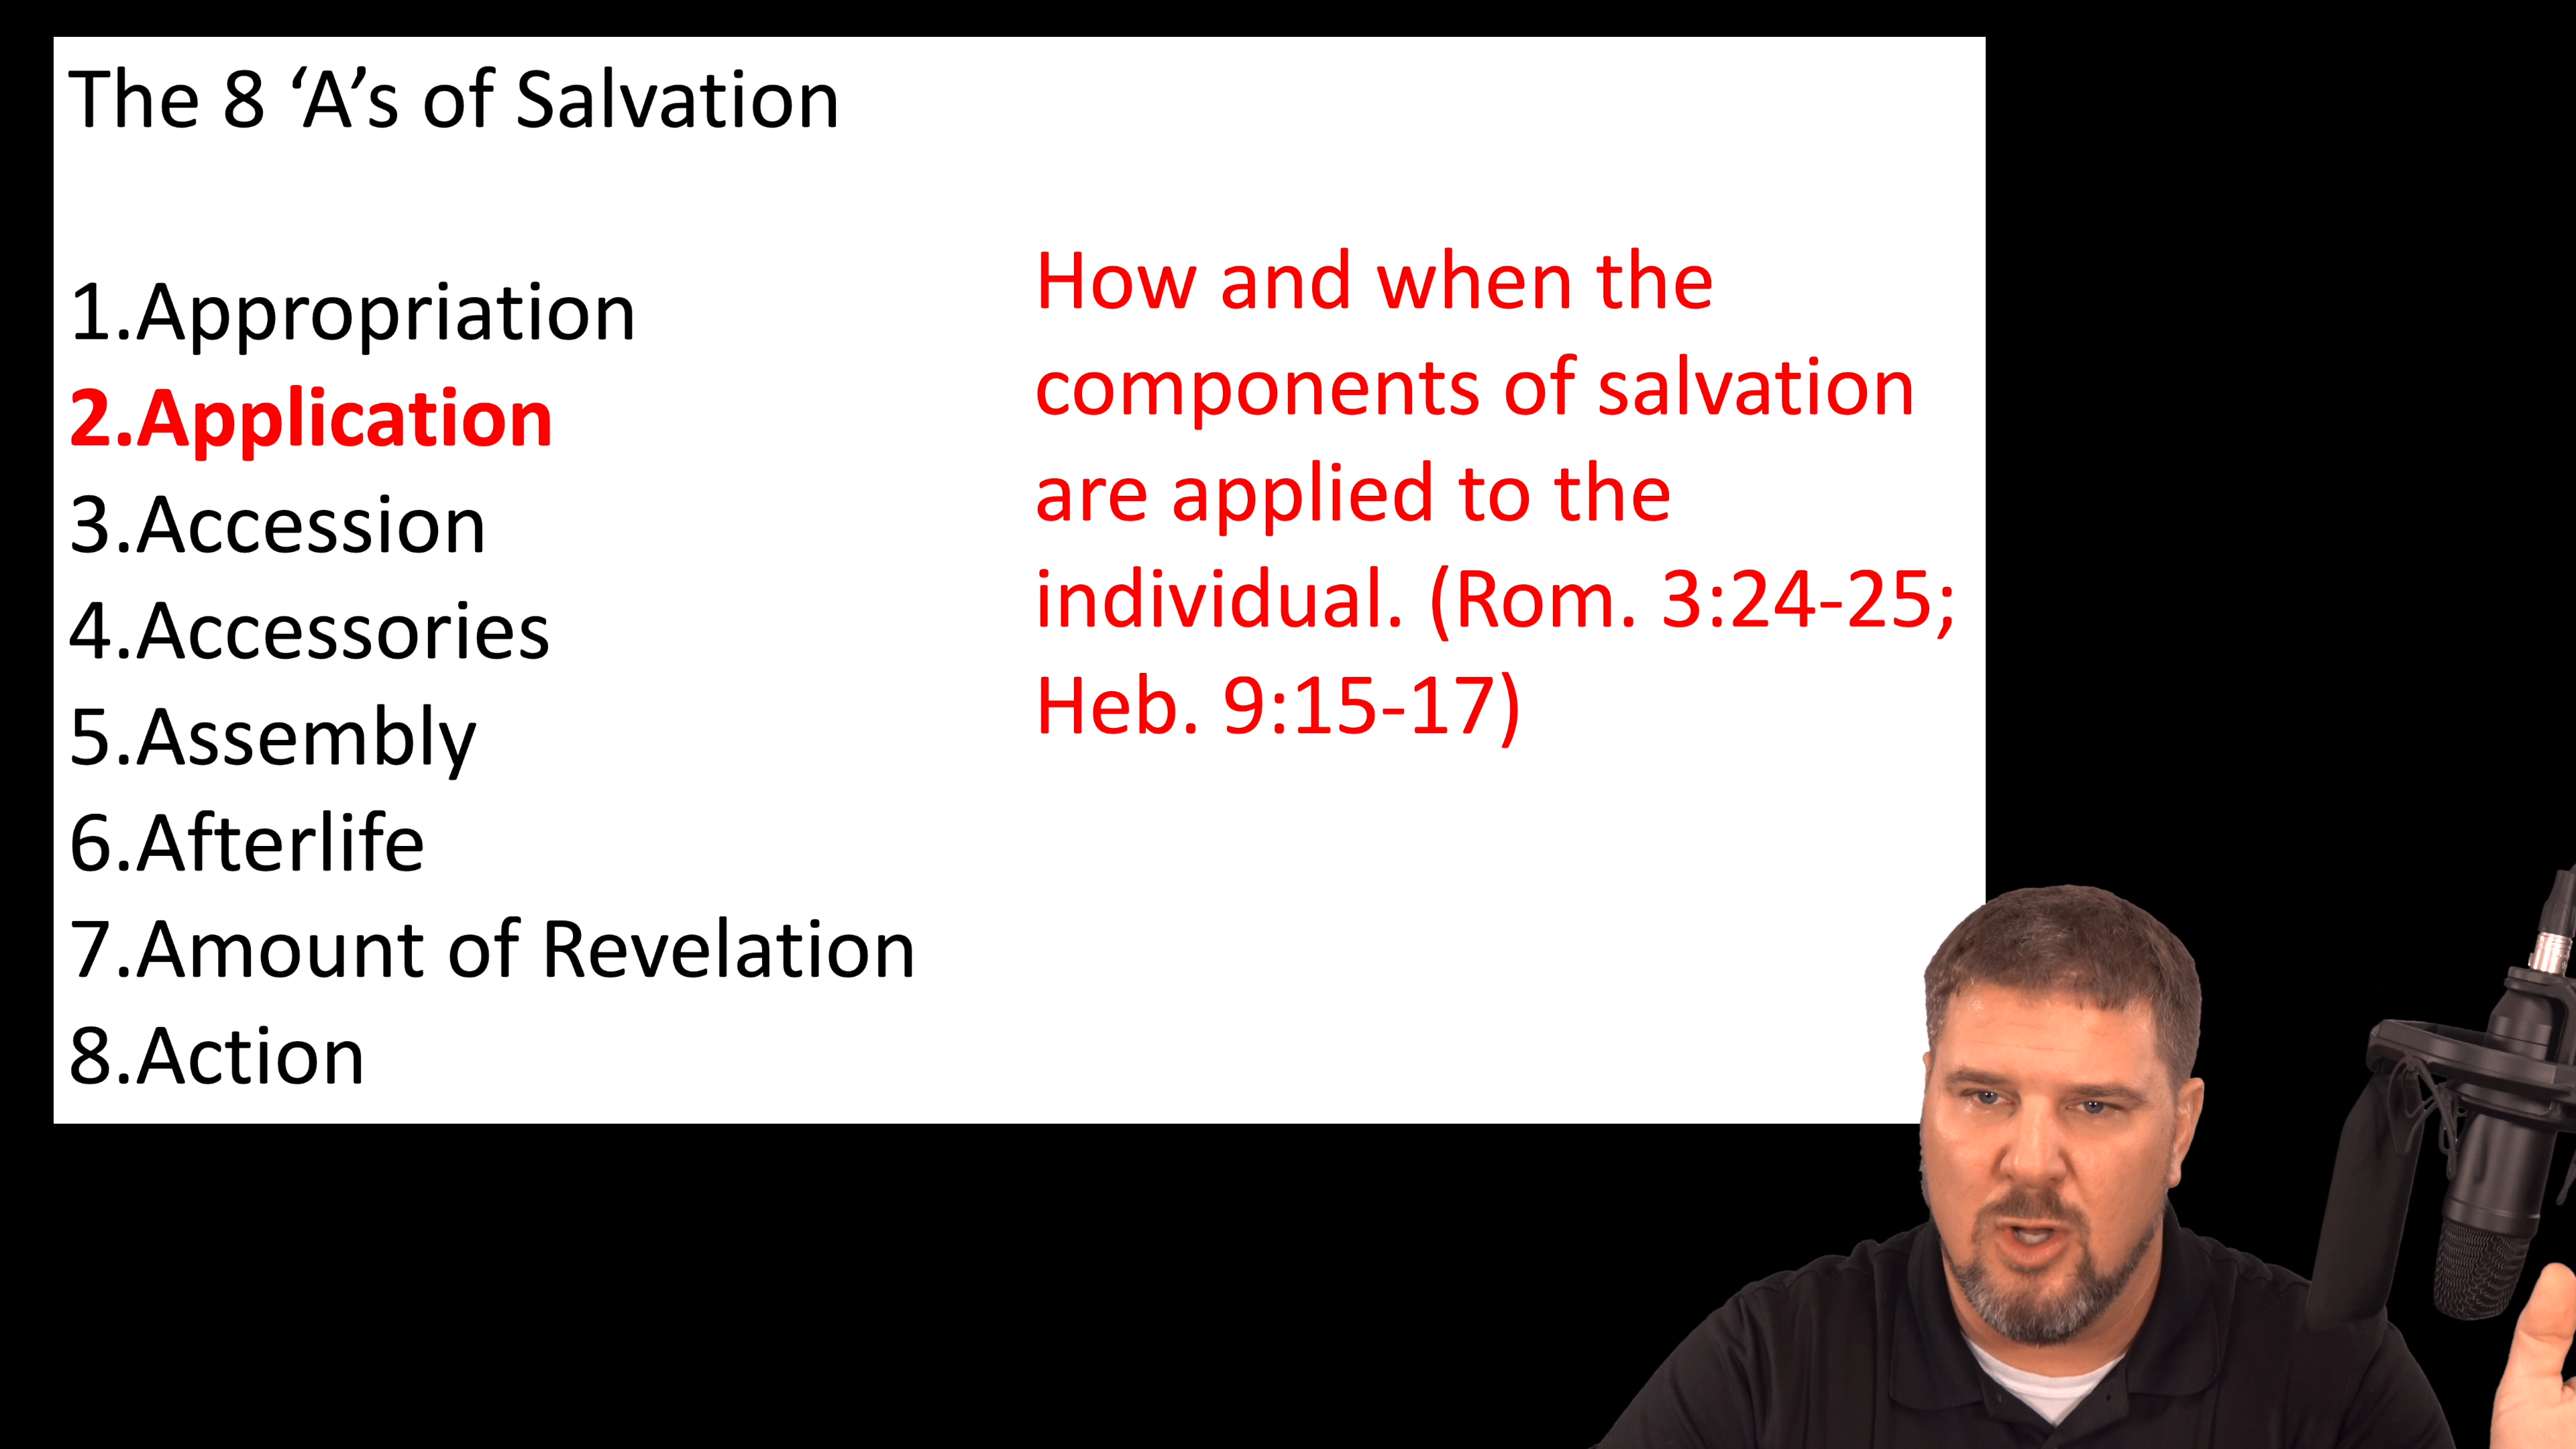 The 8 ‘A’s of Salvation
1.Appropriation
2.Application
3.Accession
4.Accessories
5.Assembly
6.Afterlife
7.Amount of Revelation
8.Action
How and when the
components of salvation
are applied to the
individual. (Rom. 3:24-25;
Heb. 9:15-17)